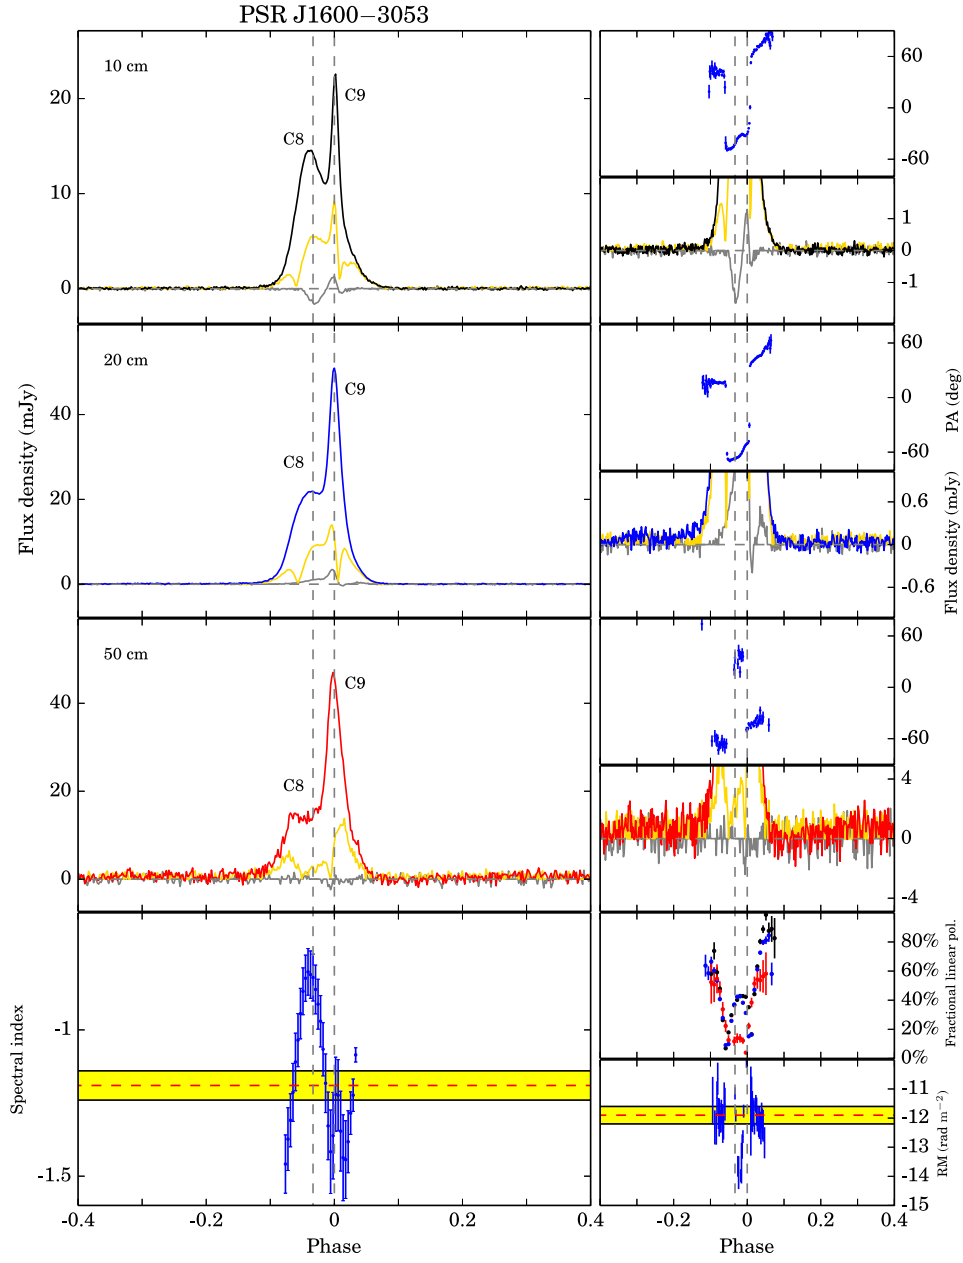 PSR J1600−3053
10 cm
C8
C9
20
10
0
60
0
-60
1
0
-1
20 cm
C8
C9
40
20
0
60
0
-60
0.6
0
-0.6
Flux density (mJy)
PA (deg)
Flux density (mJy)
50 cm
C8
C9
40
20
0
60
0
-60
4
0
-4
Spectral index
-1
-1.5
80%
60%
40%
20%
0%
Fractional linear pol.
-11
-12
-13
-14
-15
RM (rad m−2)
-0.4 -0.2 0 0.2 0.4
Phase
-0.2 0 0.2 0.4
Phase